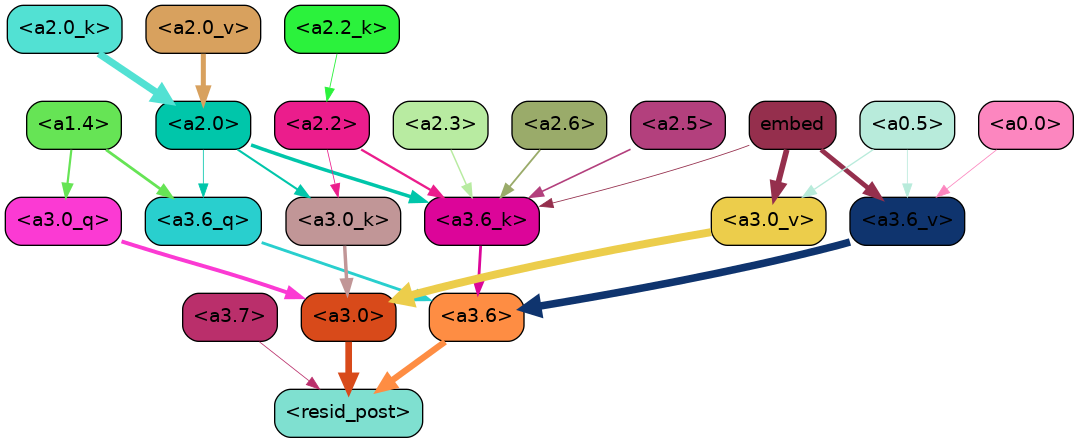 <a2.0_k> <a2.0_v> <a2.2_k>
<a1.4> <a2.0> <a2.2> <a2.3> <a2.6> <a2.5> embed <a0.5> <a0.0>
<a3.0_q> <a3.6_q> <a3.0_k> <a3.6_k> <a3.0_v> <a3.6_v>
<a3.7> <a3.0> <a3.6>
<resid_post>